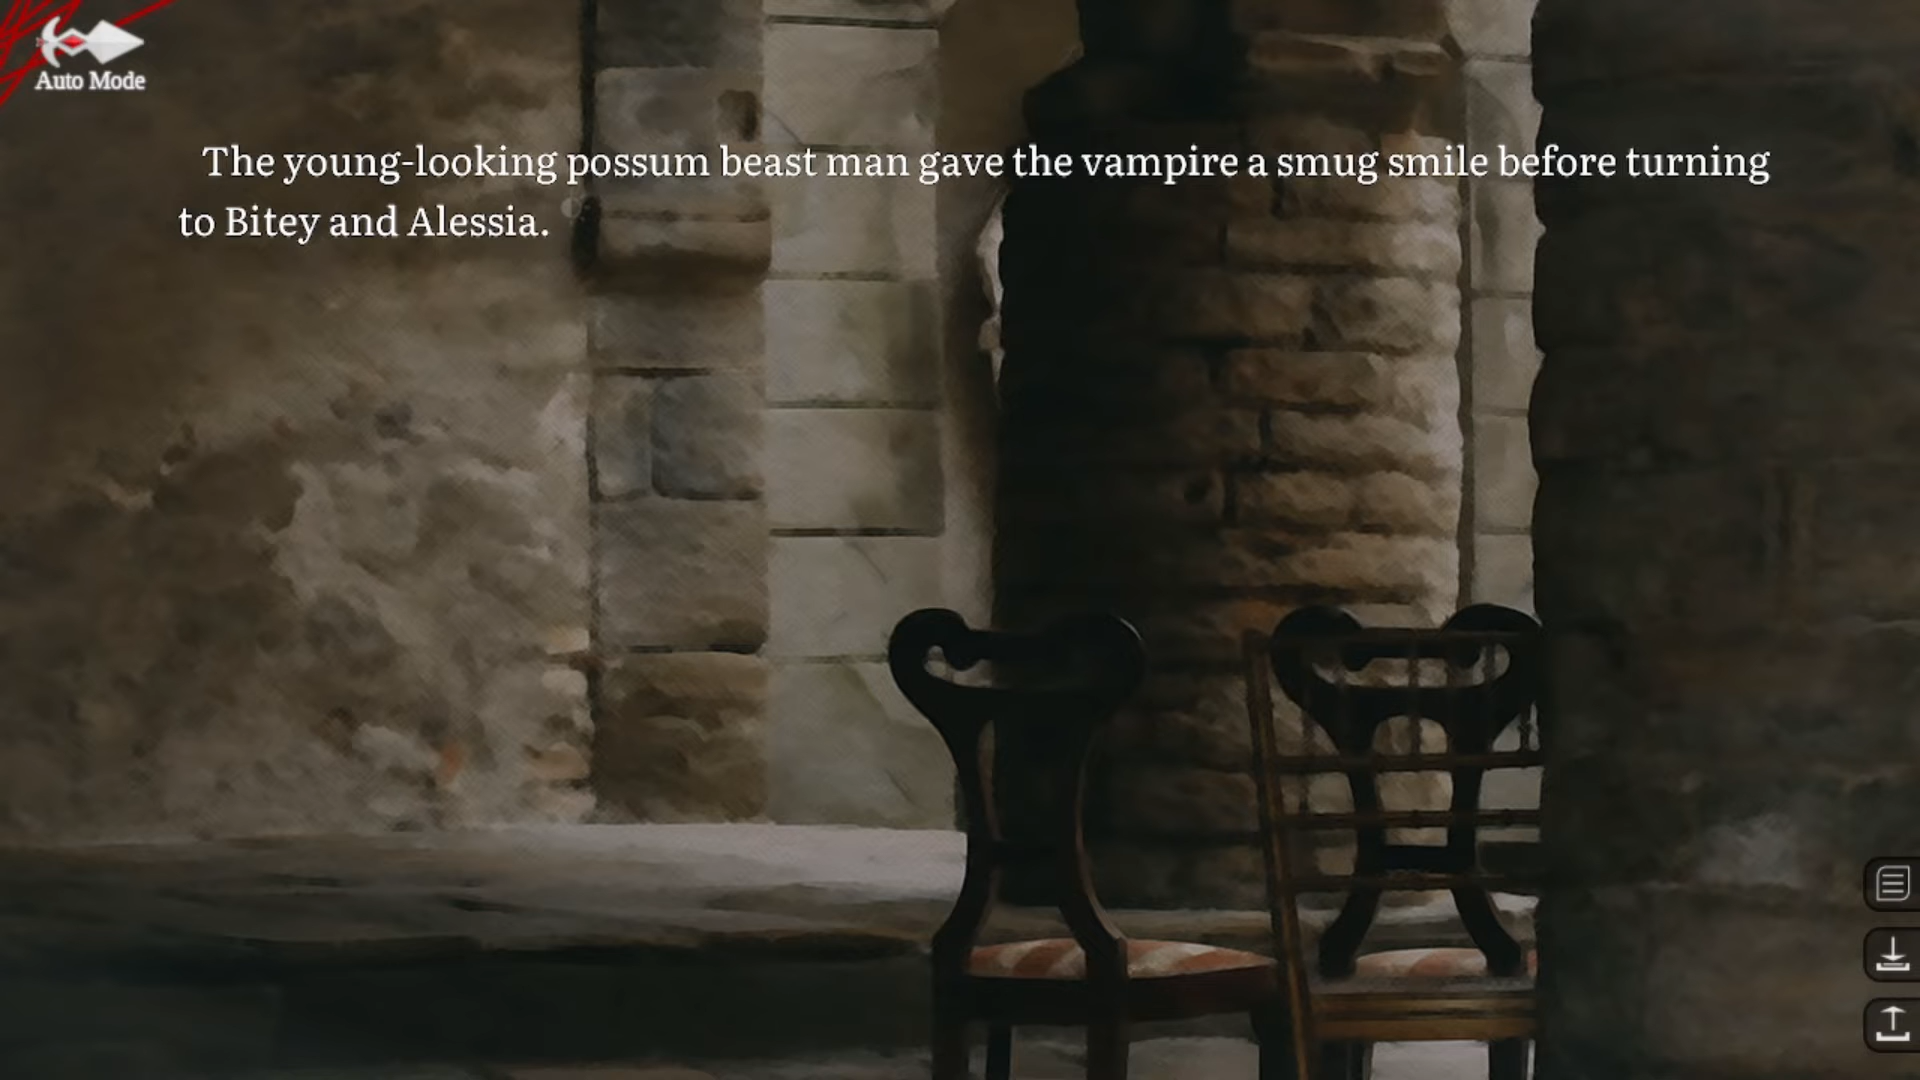 Auto Mode
The young-looking possum beast man gave the vampire a smug smile before turning
to Bitey and Alessia.